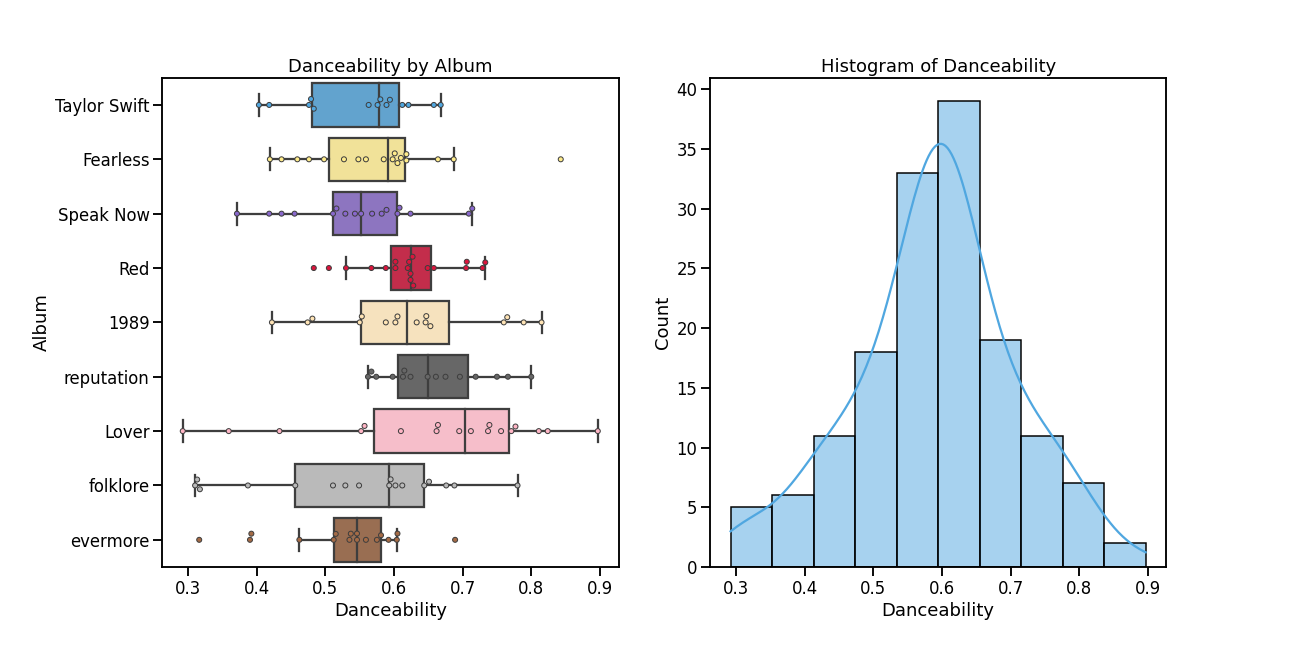 Danceability by Album
Album
Taylor Swift
Fearless
Speak Now
Red
1989
reputation
Lover
folklore
evermore
0.3 0.4 0.5 0.6 0.7 0.8 0.9
Danceability
Histogram of Danceability
Count
40
35
30
25
20
15
10
5
0
0.3 0.4 0.5 0.6 0.7 0.8 0.9
Danceability